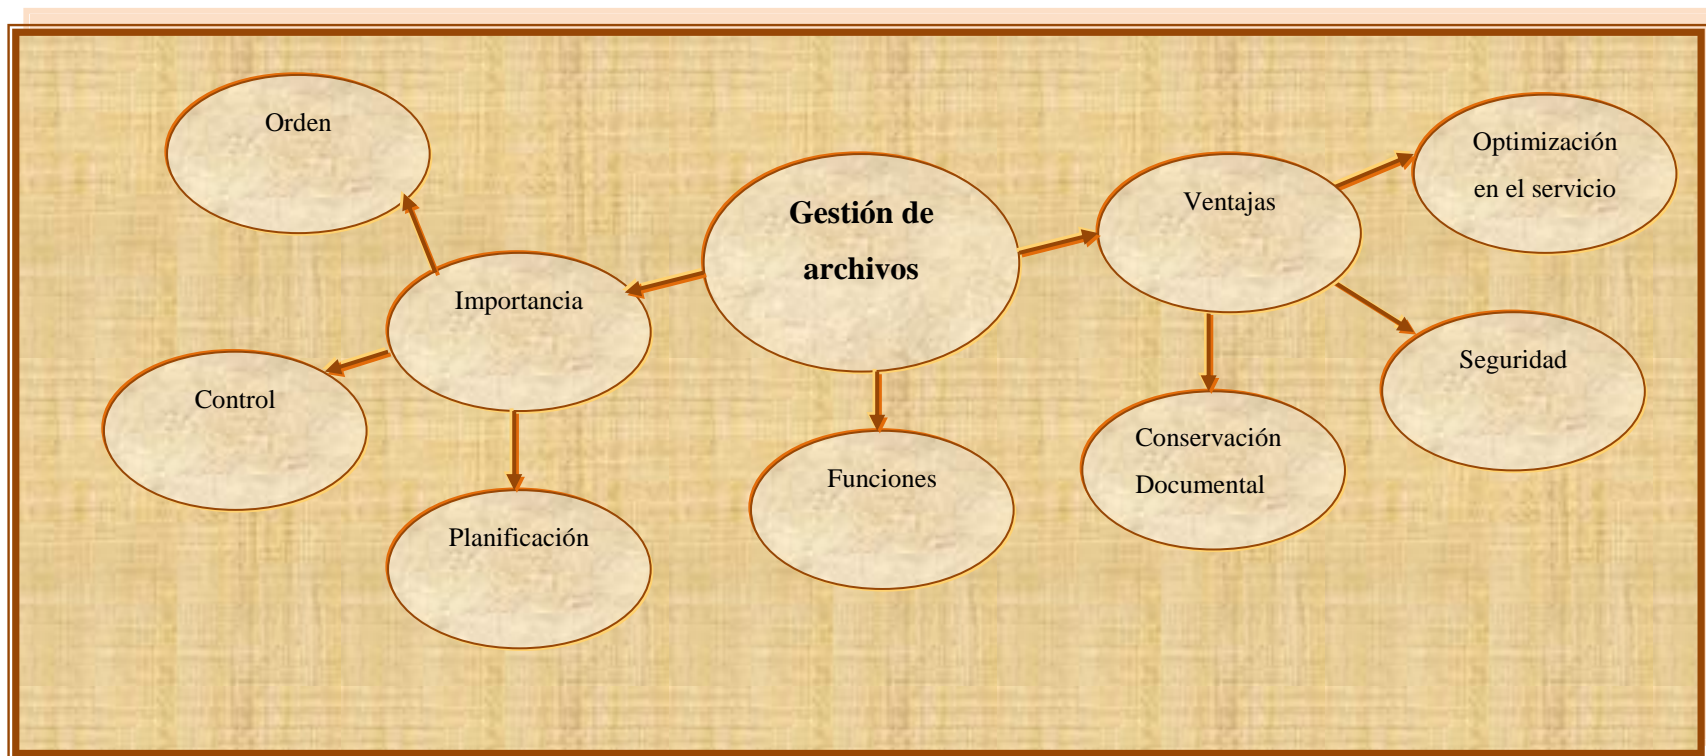 Orden
Optimización
en el servicio
Gestión de
archivos
Ventajas
Importancia
Seguridad
Control
Conservación
Documental
Funciones
Planificación